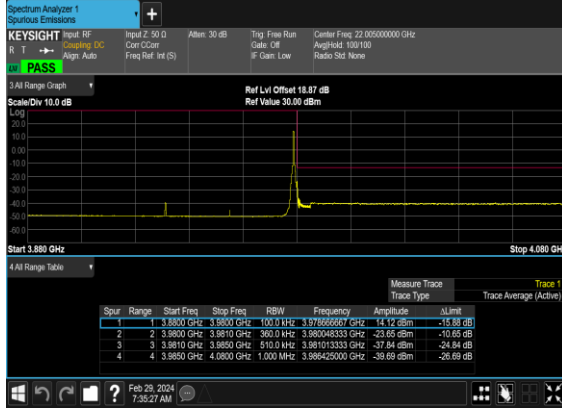 Spectrum Analyzer 1
Spurious Emissions
KEYSIGHT Input: RF Input Z: 50 Ω Atten: 30 dB Trig: Free Run Center Freq: 22.005000000 GHz
R T Coupling: DC Corr CCorr Gate: Off Avg|Hold: 100/100
Align: Auto Freq Ref: Int (S) IF Gain: Low Radio Std: None
PASS
3 All Range Graph
Ref Lvl Offset 18.87 dB
Scale/Div 10.0 dB Ref Value 30.00 dBm
Log
20.0
10.0
0.00
-10.0
-20.0
-30.0
-40.0
-50.0
-60.0
Start 3.880 GHz Stop 4.080 GH
4 All Range Table
Measure Trace Trace 1
Trace Type Trace Average (Active)
Spur Range Start Freq Stop Freq RBW Frequency Amplitude ΔLimit
1 1 3.8800 GHz 3.9800 GHz 100.0 kHz 3.978666667 GHz 14.12 dBm -15.88 dB
2 2 3.9800 GHz 3.9810 GHz 360.0 kHz 3.980048333 GHz -23.65 dBm -10.65 dB
3 3 3.9810 GHz 3.9850 GHz 510.0 kHz 3.981013333 GHz -37.84 dBm -24.84 dB
4 4 3.9850 GHz 4.0800 GHz 1.000 MHz 3.986425000 GHz -39.69 dBm -26.69 dB
Feb 29, 2024
7:35:27 AM